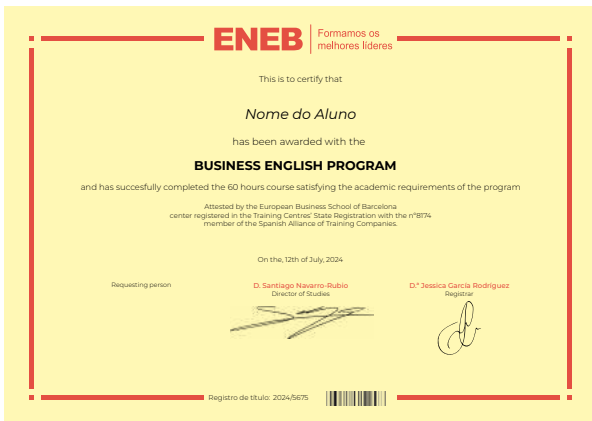 ENEB
Formamos os
melhores líderes
This is to certify that
Nome do Aluno
has been awarded with the
BUSINESS ENGLISH PROGRAM
and has succesfully completed the 60 hours course satisfying the academic requirements of the program
Attested by the European Business School of Barcelona
center registered in the Training Centres' State Registration with the nº8174
member of the Spanish Alliance of Training Companies.
On the, 12th of July, 2024
Requesting person
D. Santiago Navarro-Rubio
Director of Studies
D.ª Jessica García Rodríguez
Registrar
Registro de título: 2024/5675